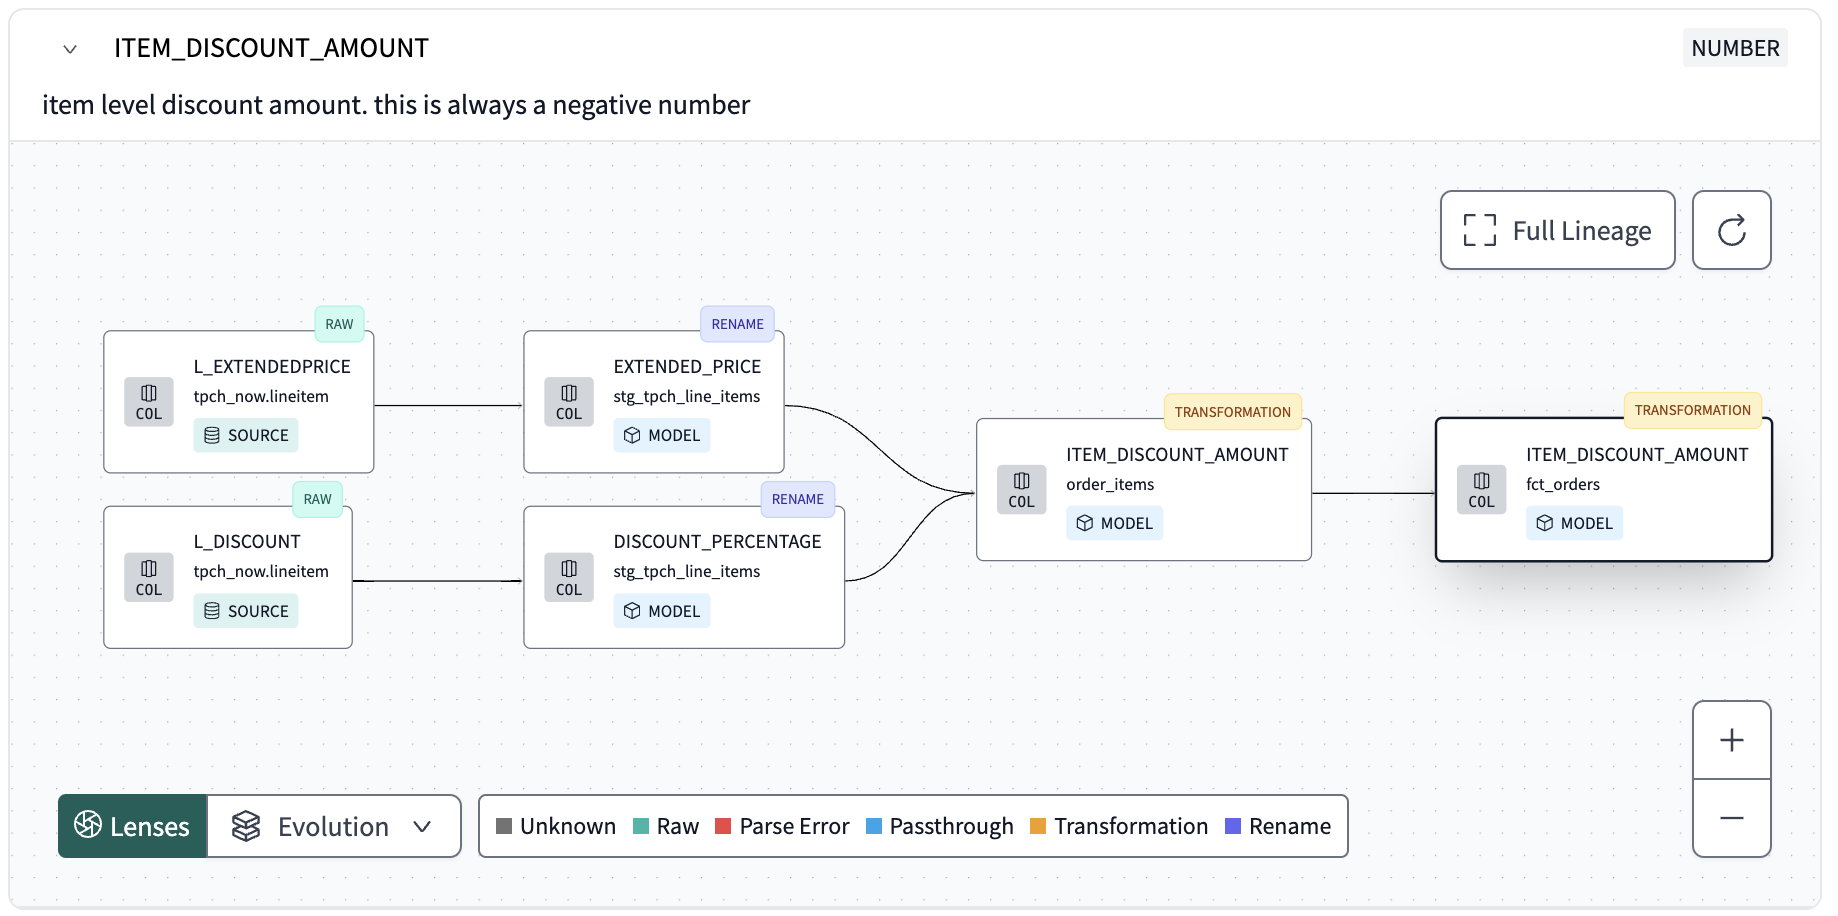 ITEM_DISCOUNT_AMOUNT
NUMBER
item level discount amount. this is always a negative number
Full Lineage
RAW
L_EXTENDEDPRICE
tpch_now.lineitem
COL
SOURCE
RENAME
EXTENDED_PRICE
stg_tpch_line_items
COL
MODEL
RAW
L_DISCOUNT
tpch_now.lineitem
COL
SOURCE
RENAME
DISCOUNT_PERCENTAGE
stg_tpch_line_items
COL
MODEL
TRANSFORMATION
ITEM_DISCOUNT_AMOUNT
order_items
COL
MODEL
TRANSFORMATION
ITEM_DISCOUNT_AMOUNT
fct_orders
COL
MODEL
Lenses
Evolution
Unknown Raw Parse Error Passthrough Transformation Rename